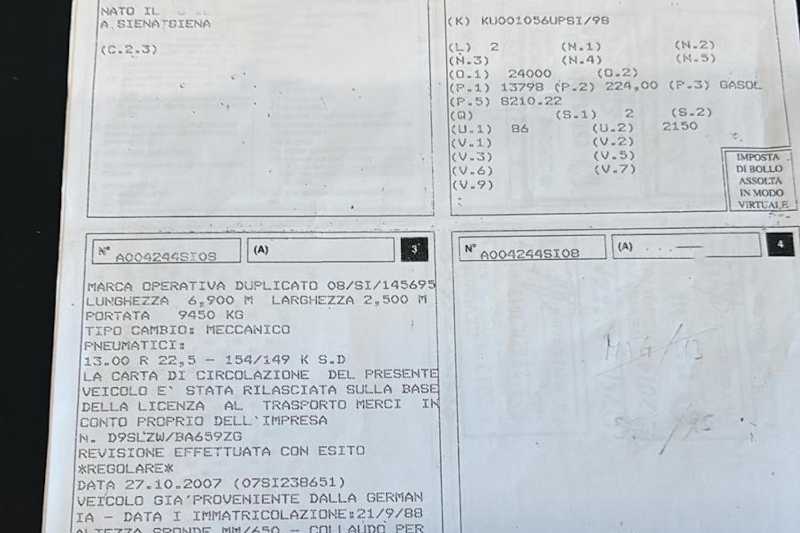 NATO IL
A SIENA SIENA
(C.2.3)
(K) KU001056UPSI/98
(L) 2 (N.1) (N.2)
(N.3) (N.4) (N.5)
(O.1) 24000 (O.2)
(P.1) 13798 (P.2) 224,00 (P.3) GASOL
(P.5) 8210.22
(Q) (S.1) 2 (S.2)
(U.1) 86 (U.2) 2150
(V.1) (V.2)
(V.3) (V.5)
(V.6) (V.7)
(V.9)
IMPOSTA
DI BOLLO
ASSOLTA
IN MODO
VIRTUALE
N° A004244SI08 (A) 3
MARCA OPERATIVA DUPLICATO 08/SI/145695
LUNGHEZZA 6,900 M LARGHEZZA 2,500 M
PORTATA 9450 KG
TIPO CAMBIO: MECCANICO
PNEUMATICI:
13.00 R 22,5 - 154/149 K S.D
LA CARTA DI CIRCOLAZIONE DEL PRESENTE
VEICOLO E' STATA RILASCIATA SULLA BASE
DELLA LICENZA AL TRASPORTO MERCI IN
CONTO PROPRIO DELL'IMPRESA
N. D9SLZW/BA659ZG
REVISIONE EFFETTUATA CON ESITO
*REGOLARE*
DATA 27.10.2007 (07SI238651)
VEICOLO GIA'PROVENIENTE DALLA GERMAN
IA - DATA I IMMATRICOLAZIONE:21/9/88
ALTEZZA SPONDE MM/650 - COLLAUDO PER
N° A004244SI08 (A) 4